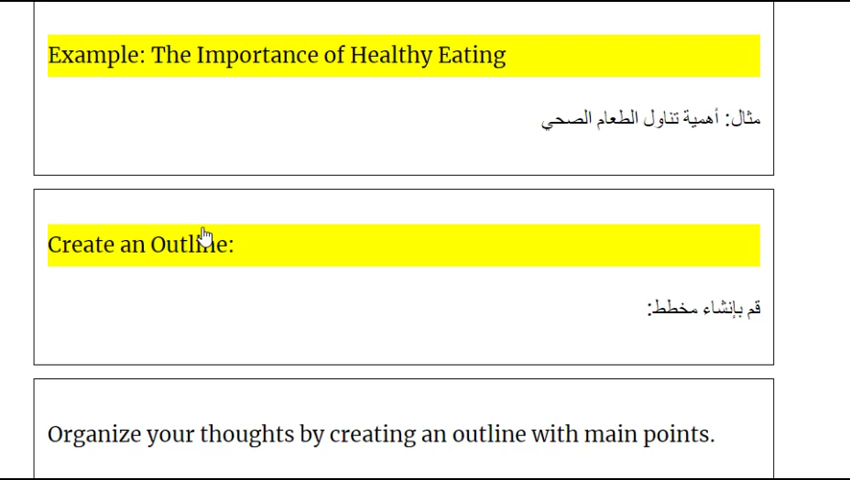 Example: The Importance of Healthy Eating
مثال: أهمية تناول الطعام الصحي
Create an Outline:
قم بإنشاء مخطط:
Organize your thoughts by creating an outline with main points.